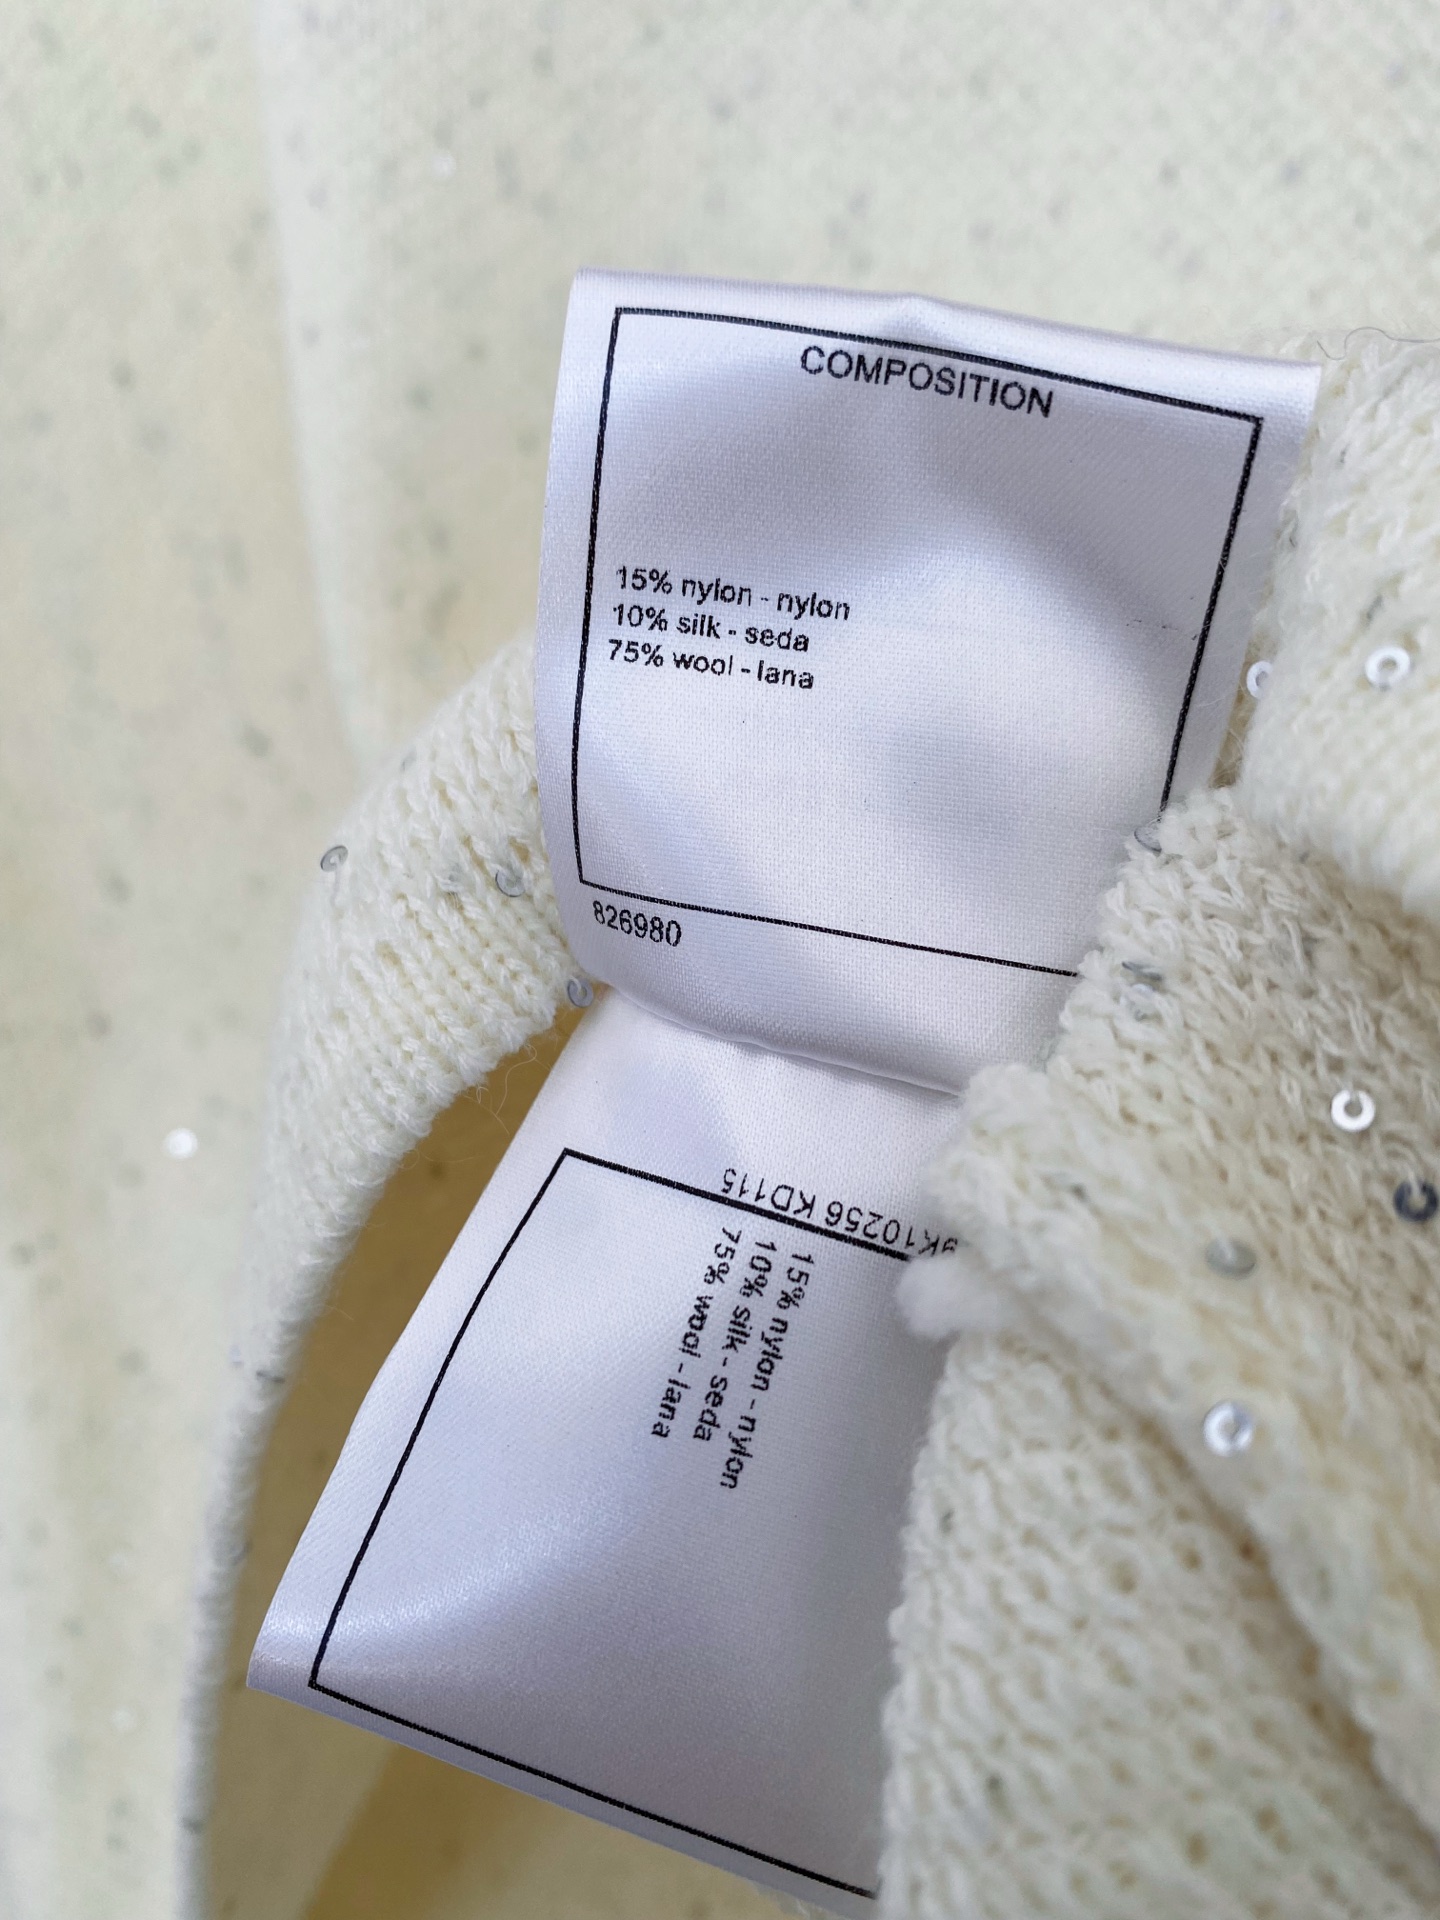 COMPOSITION
15% nylon - nylon
10% silk - seda
75% wool - lana
826980
K10256 KD115
15% nylon - nylon
10% silk - seda
75% wool - lana